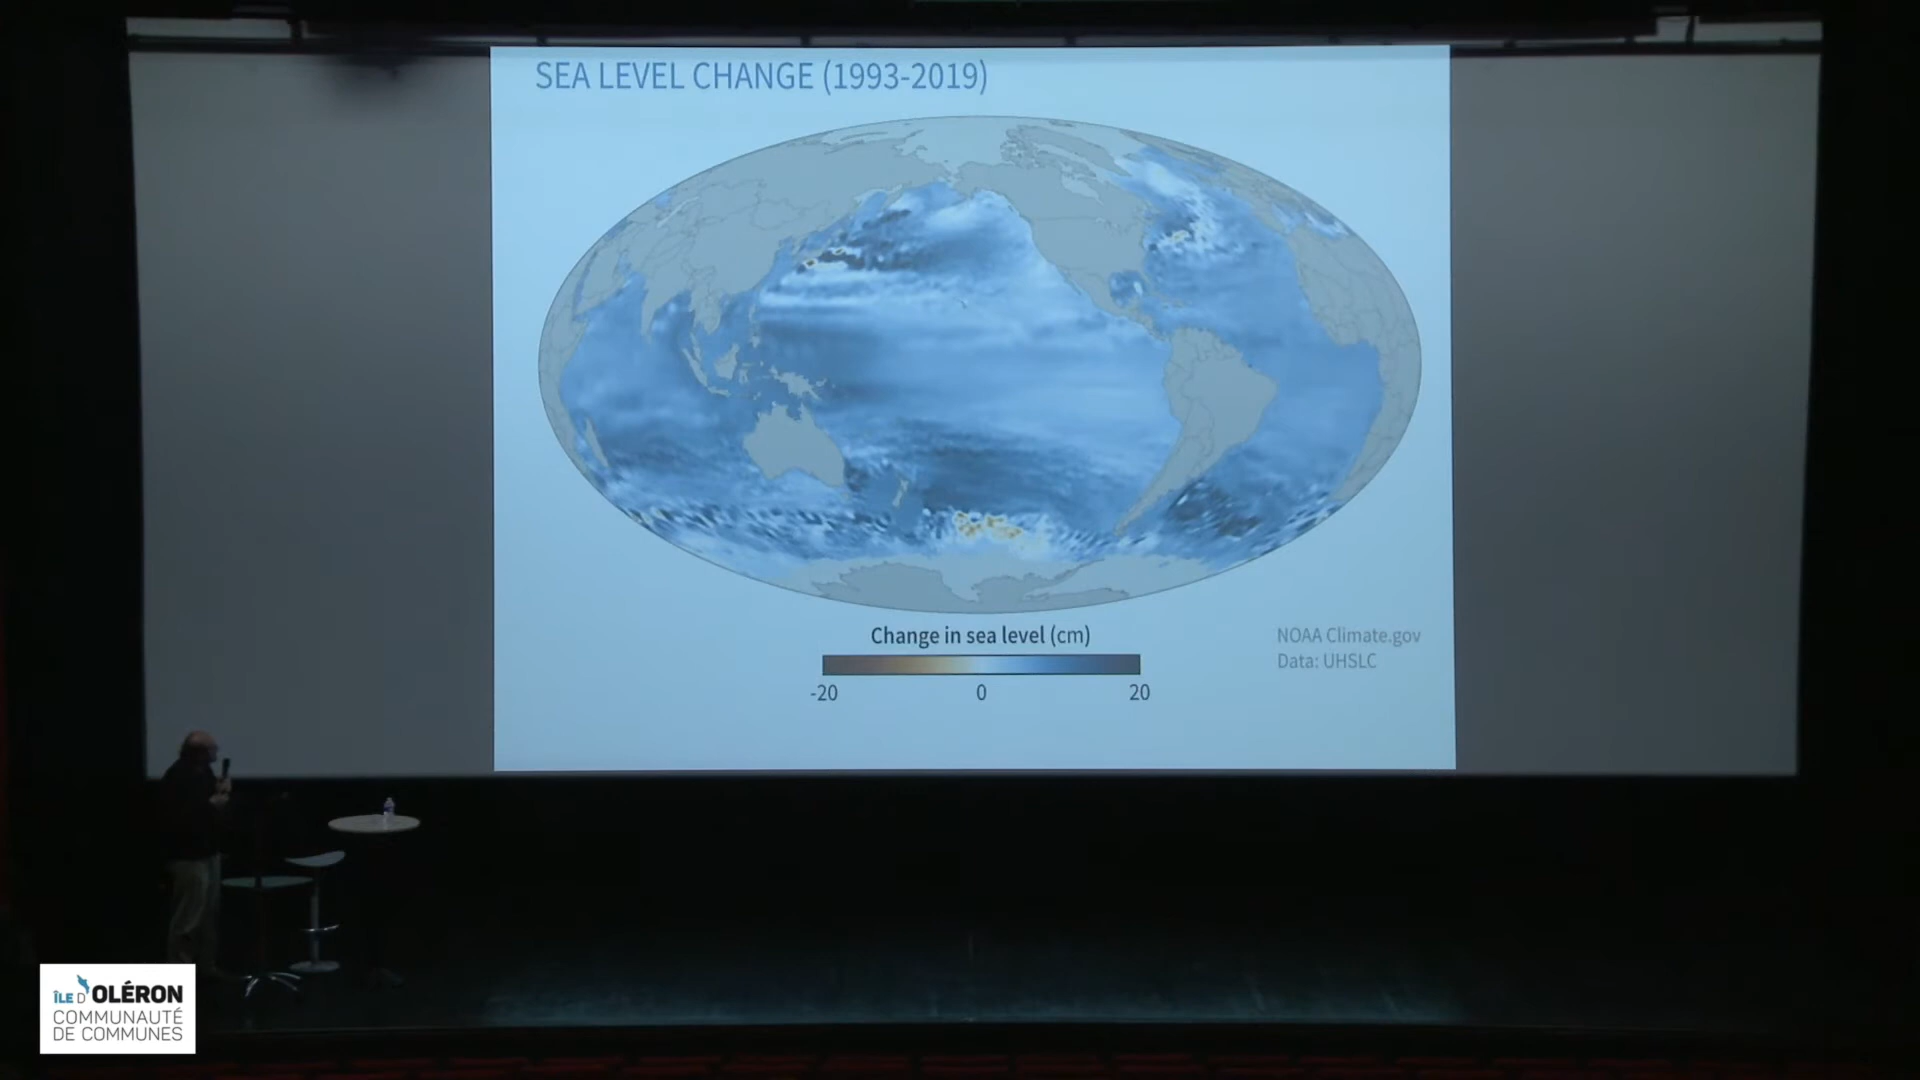 SEA LEVEL CHANGE (1993-2019)
Change in sea level (cm)
-20 0 20
NOAA Climate.gov
Data: UHSLC
ÎLE D'OLÉRON
COMMUNAUTÉ
DE COMMUNES